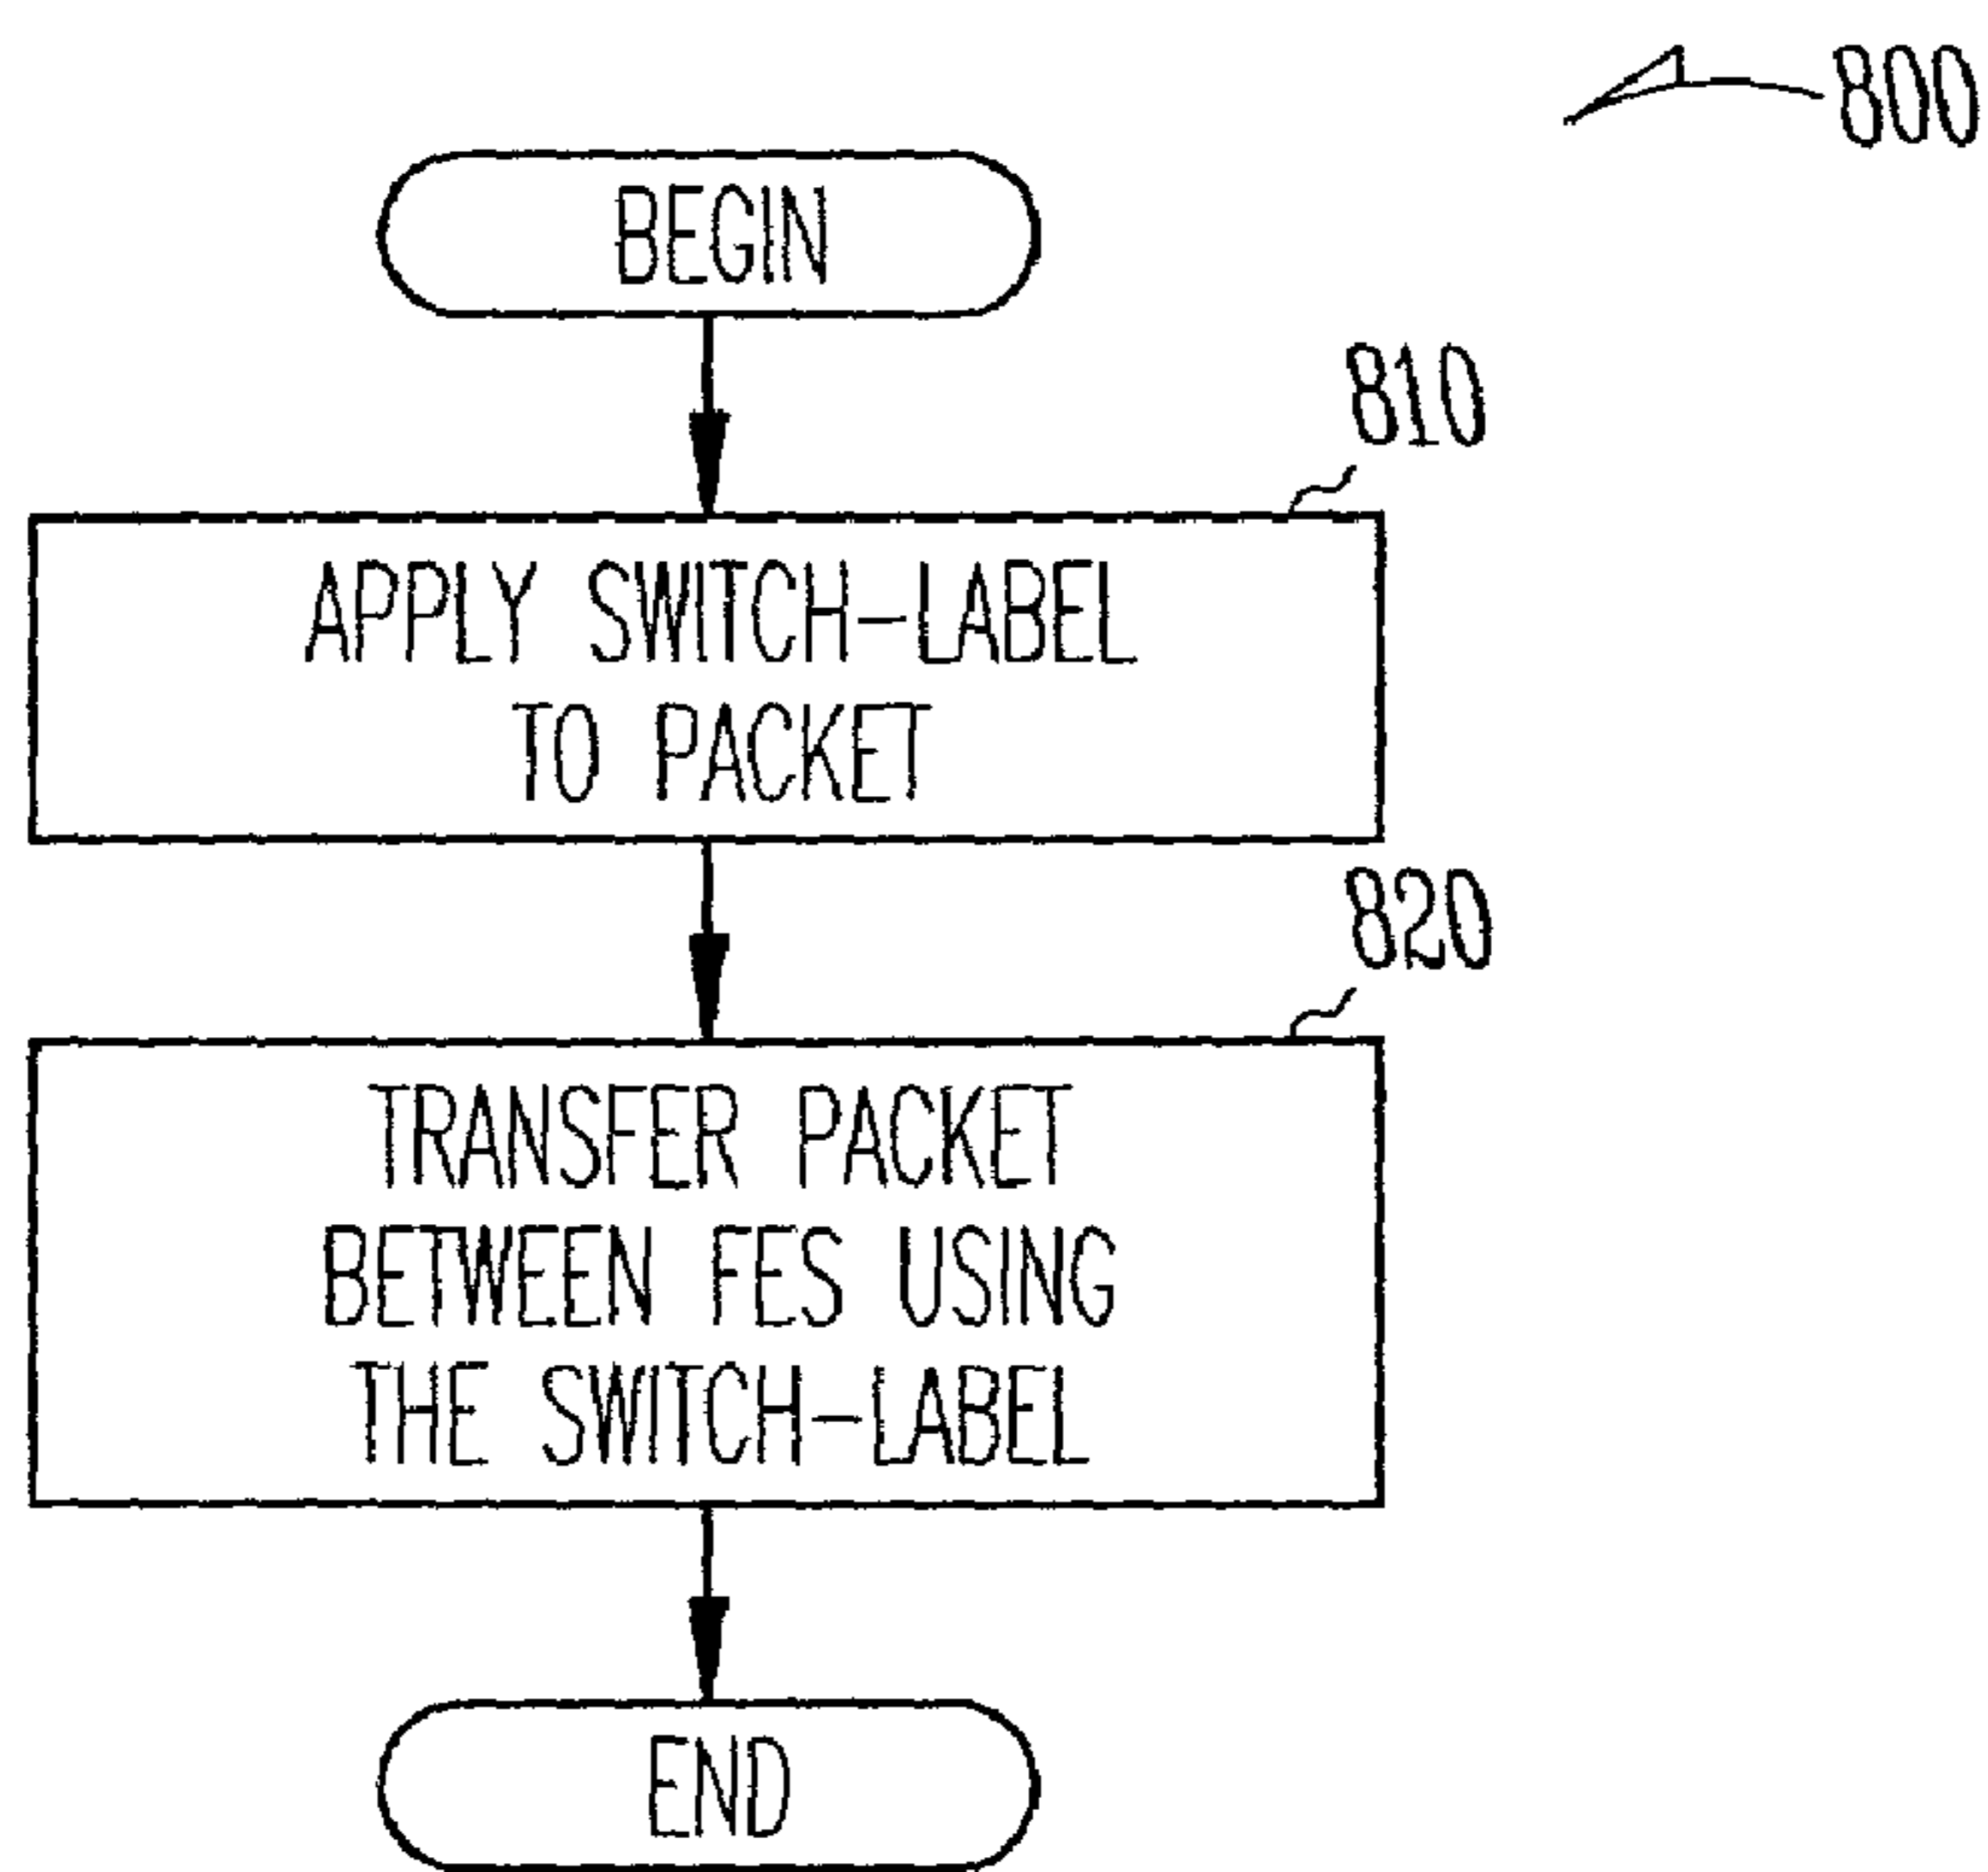 800
BEGIN
810
APPLY SWITCH-LABEL
TO PACKET
820
TRANSFER PACKET
BETWEEN FES USING
THE SWITCH-LABEL
END